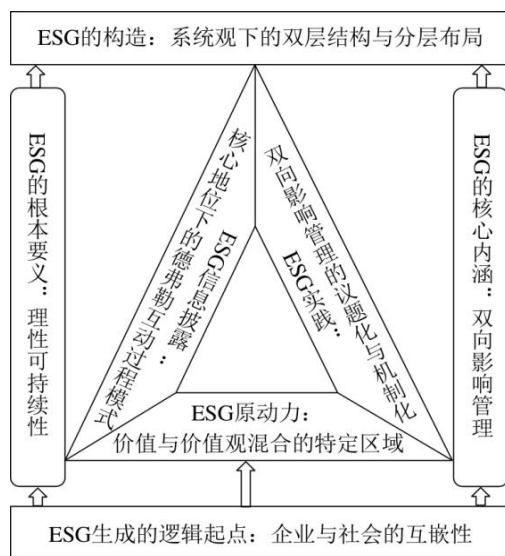 ESG的构造：系统观下的双层结构与分层布局
ESG的根本要义：理性可持续性
ESG信息披露：
核心地位下的德弗勒互动过程模式
双向影响管理的议题化与机制化
ESG实践：
ESG的核心内涵：双向影响管理
ESG原动力：
价值与价值观混合的特定区域
ESG生成的逻辑起点：企业与社会的互嵌性